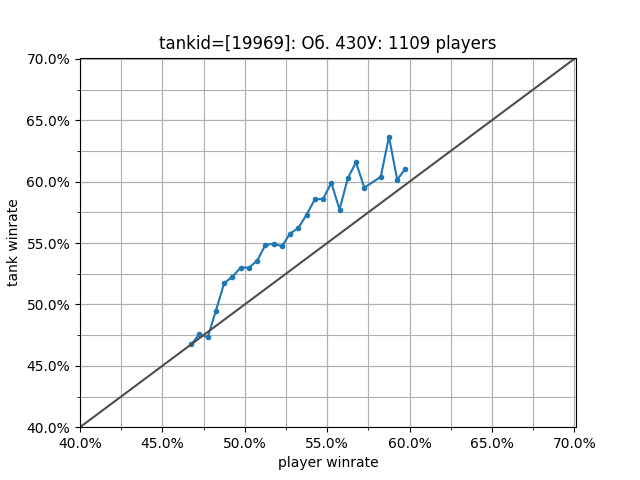 tankid=[19969]: Об. 430У: 1109 players
70.0%
65.0%
60.0%
55.0%
50.0%
45.0%
40.0%
tank winrate
40.0% 45.0% 50.0% 55.0% 60.0% 65.0% 70.0%
player winrate